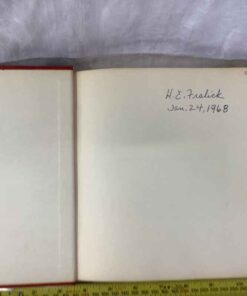 H. E. Fralick
Jan. 24, 1968